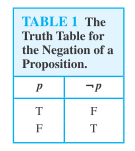 TABLE 1 The
Truth Table for
the Negation of a
Proposition.
p ¬p
T F
F T